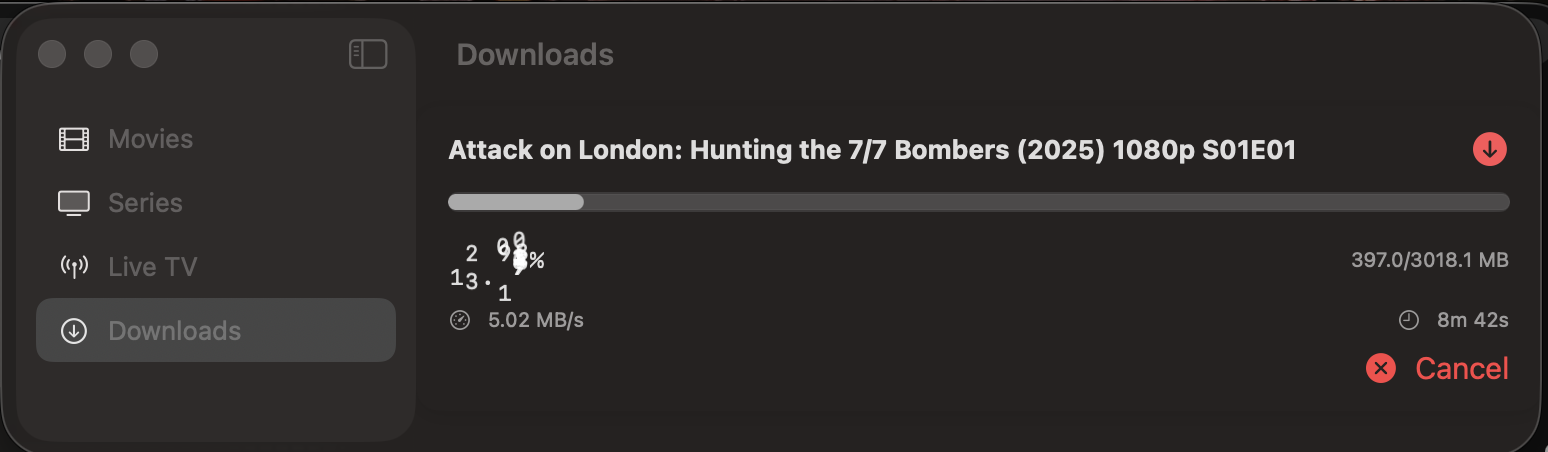 Downloads
Movies
Series
Live TV
Downloads
Attack on London: Hunting the 7/7 Bombers (2025) 1080p S01E01
397.0/3018.1 MB
5.02 MB/s
8m 42s
Cancel